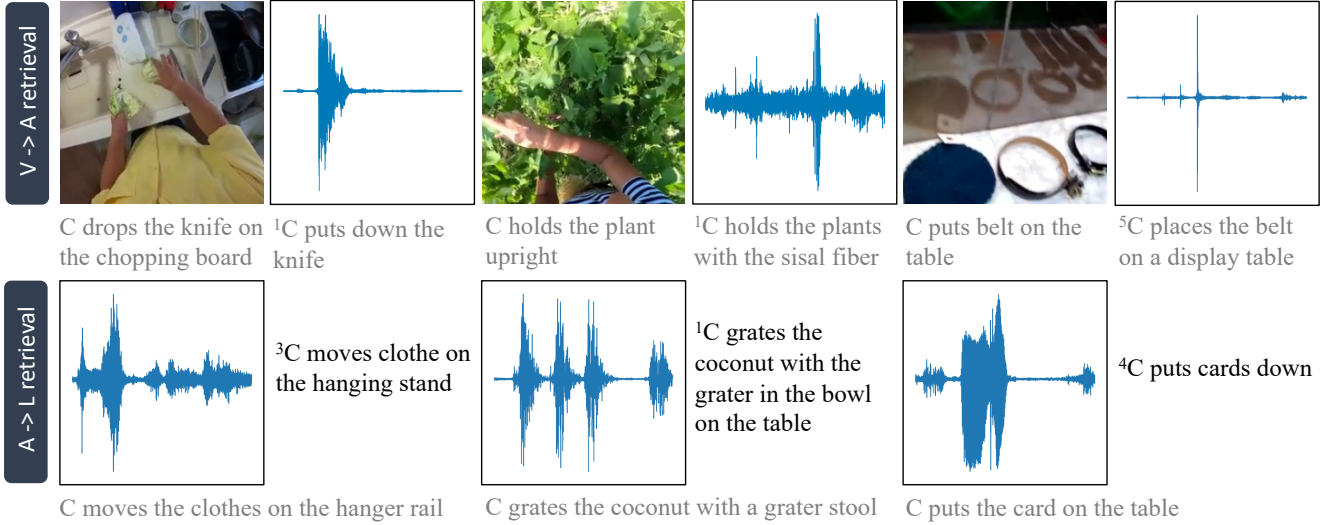 V -> A retrieval
C drops the knife on
the chopping board
¹C puts down the
knife
C holds the plant
upright
¹C holds the plants
with the sisal fiber
C puts belt on the
table
⁵C places the belt
on a display table
A -> L retrieval
³C moves clothe on
the hanging stand
¹C grates the
coconut with the
grater in the bowl
on the table
⁴C puts cards down
C moves the clothes on the hanger rail
C grates the coconut with a grater stool
C puts the card on the table